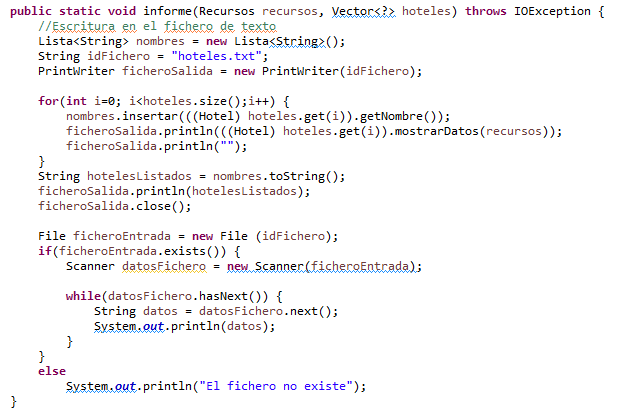 public static void informe(Recursos recursos, Vector<?> hoteles) throws IOException {
//Escritura en el fichero de texto
Lista<String> nombres = new Lista<String>();
String idFichero = "hoteles.txt";
PrintWriter ficheroSalida = new PrintWriter(idFichero);
for(int i=0; i<hoteles.size();i++) {
nombres.insertar(((Hotel) hoteles.get(i)).getNombre());
ficheroSalida.println(((Hotel) hoteles.get(i)).mostrarDatos(recursos));
ficheroSalida.println("");
}
String hotelesListados = nombres.toString();
ficheroSalida.println(hotelesListados);
ficheroSalida.close();
File ficheroEntrada = new File (idFichero);
if(ficheroEntrada.exists()) {
Scanner datosFichero = new Scanner(ficheroEntrada);
while(datosFichero.hasNext()) {
String datos = datosFichero.next();
System.out.println(datos);
}
}
else
System.out.println("El fichero no existe");
}